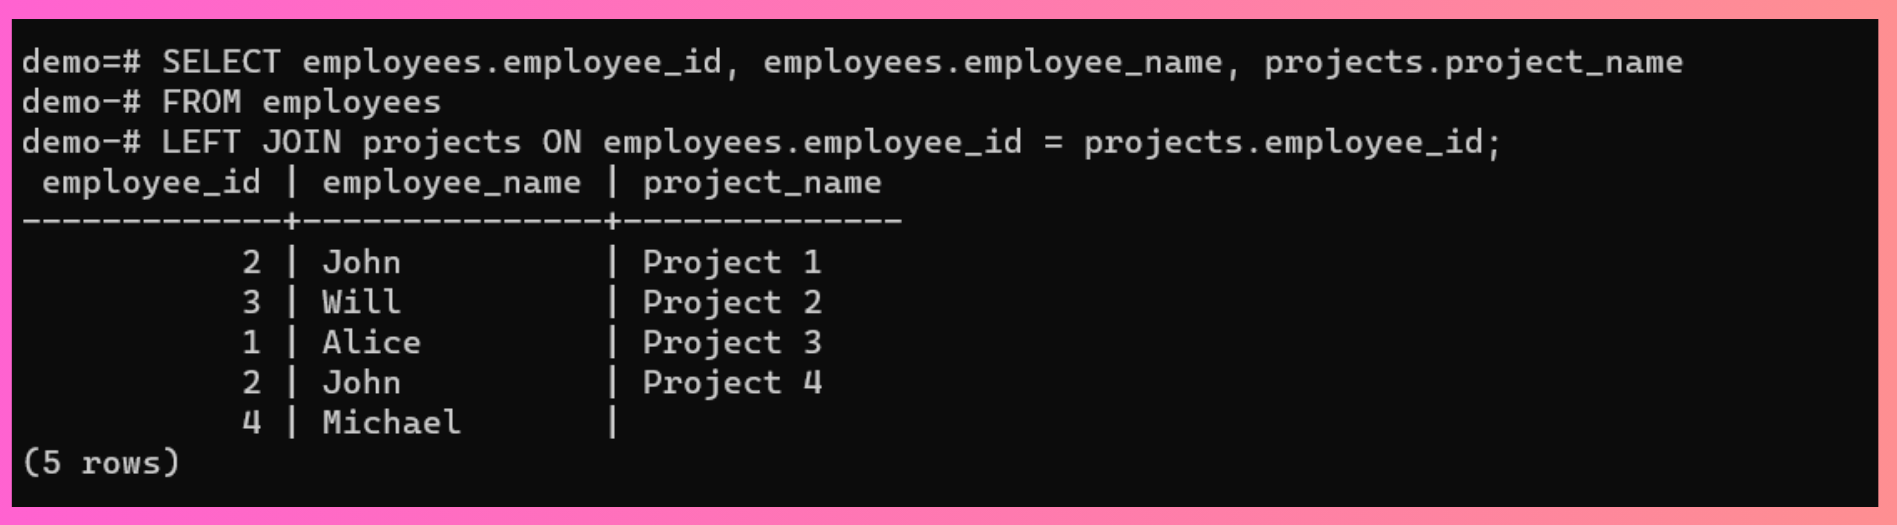 demo=# SELECT employees.employee_id, employees.employee_name, projects.project_name
demo-# FROM employees
demo-# LEFT JOIN projects ON employees.employee_id = projects.employee_id;
 employee_id | employee_name | project_name
-------------+---------------+--------------
           2 | John          | Project 1
           3 | Will          | Project 2
           1 | Alice         | Project 3
           2 | John          | Project 4
           4 | Michael       |
(5 rows)